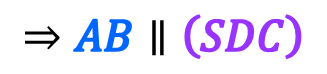 ⇒ AB ∥ (SDC)